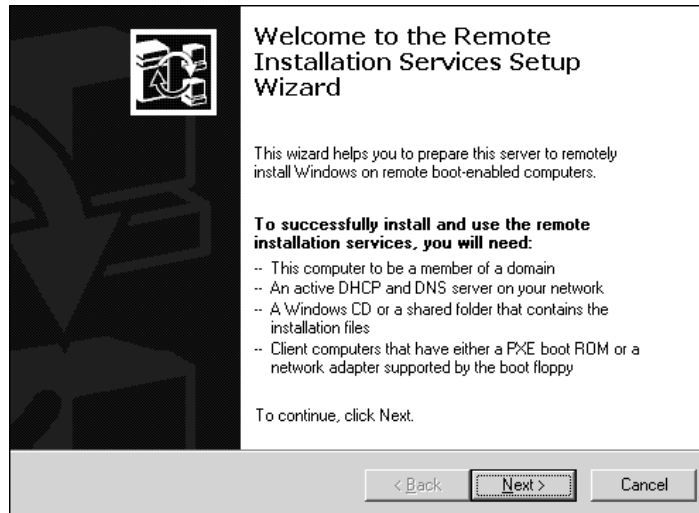 Welcome to the Remote
Installation Services Setup
Wizard
This wizard helps you to prepare this server to remotely
install Windows on remote boot-enabled computers.
To successfully install and use the remote
installation services, you will need:
-- This computer to be a member of a domain
-- An active DHCP and DNS server on your network
-- A Windows CD or a shared folder that contains the
installation files
-- Client computers that have either a PXE boot ROM or a
network adapter supported by the boot floppy
To continue, click Next.
< Back Next > Cancel